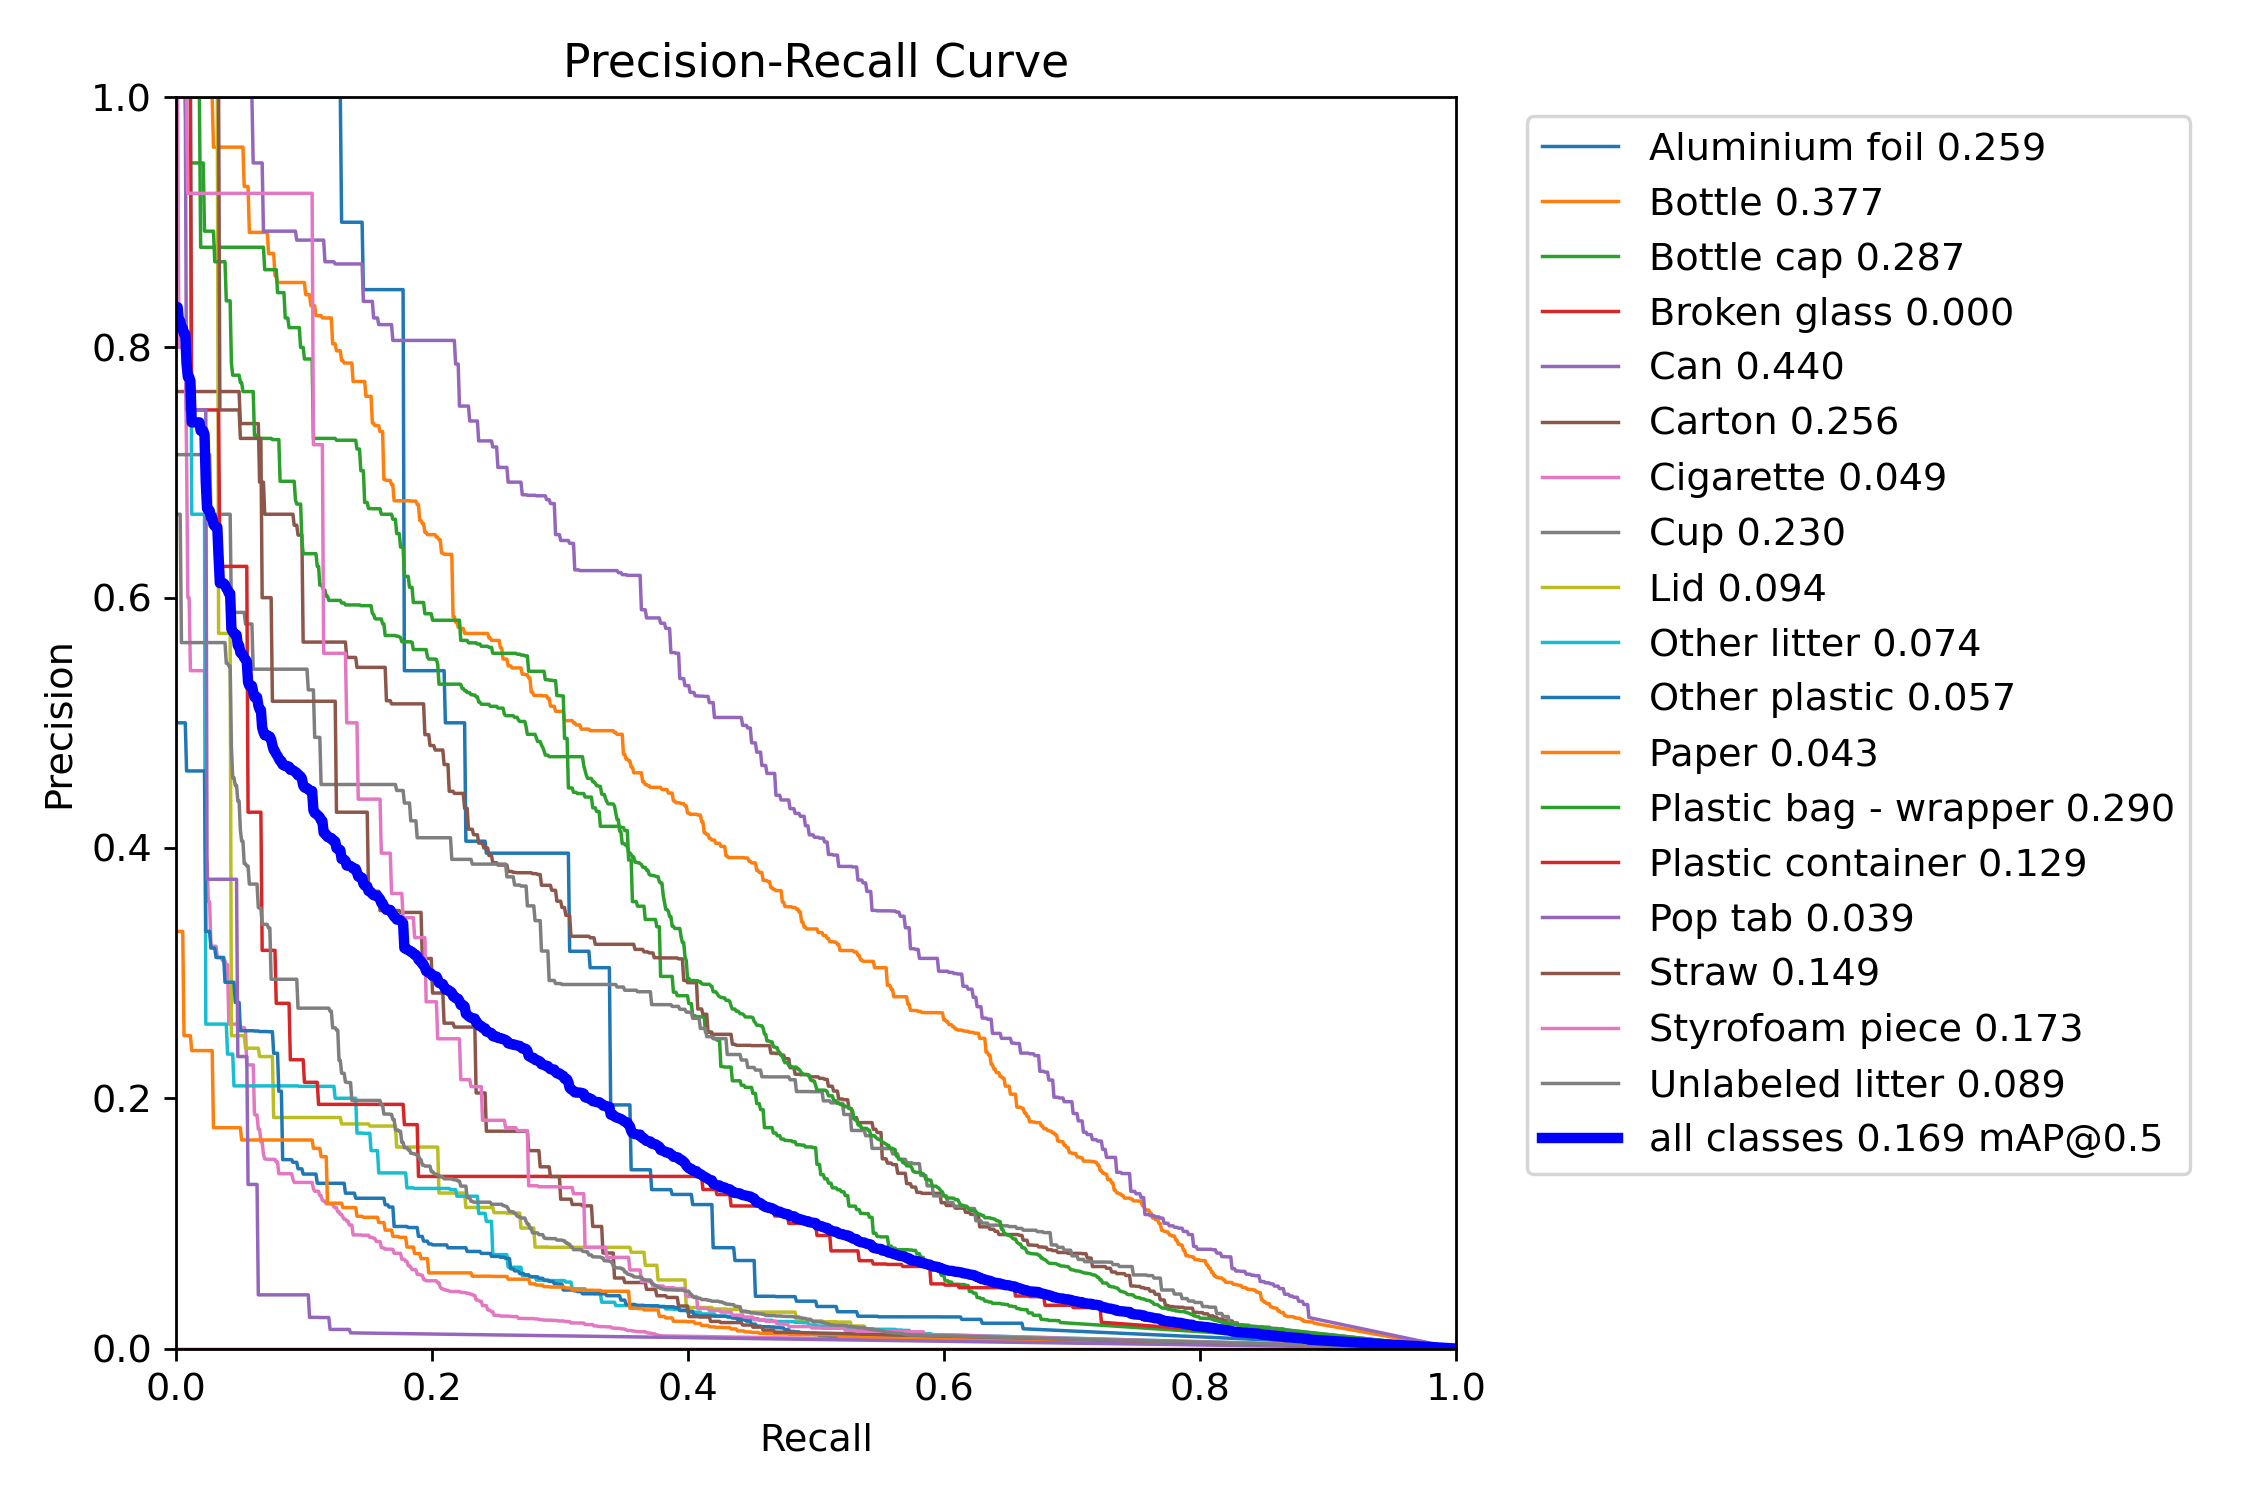 Precision-Recall Curve
1.0
0.8
0.6
0.4
0.2
0.0
Precision
0.0 0.2 0.4 0.6 0.8 1.0
Recall
Aluminium foil 0.259
Bottle 0.377
Bottle cap 0.287
Broken glass 0.000
Can 0.440
Carton 0.256
Cigarette 0.049
Cup 0.230
Lid 0.094
Other litter 0.074
Other plastic 0.057
Paper 0.043
Plastic bag - wrapper 0.290
Plastic container 0.129
Pop tab 0.039
Straw 0.149
Styrofoam piece 0.173
Unlabeled litter 0.089
all classes 0.169 mAP@0.5